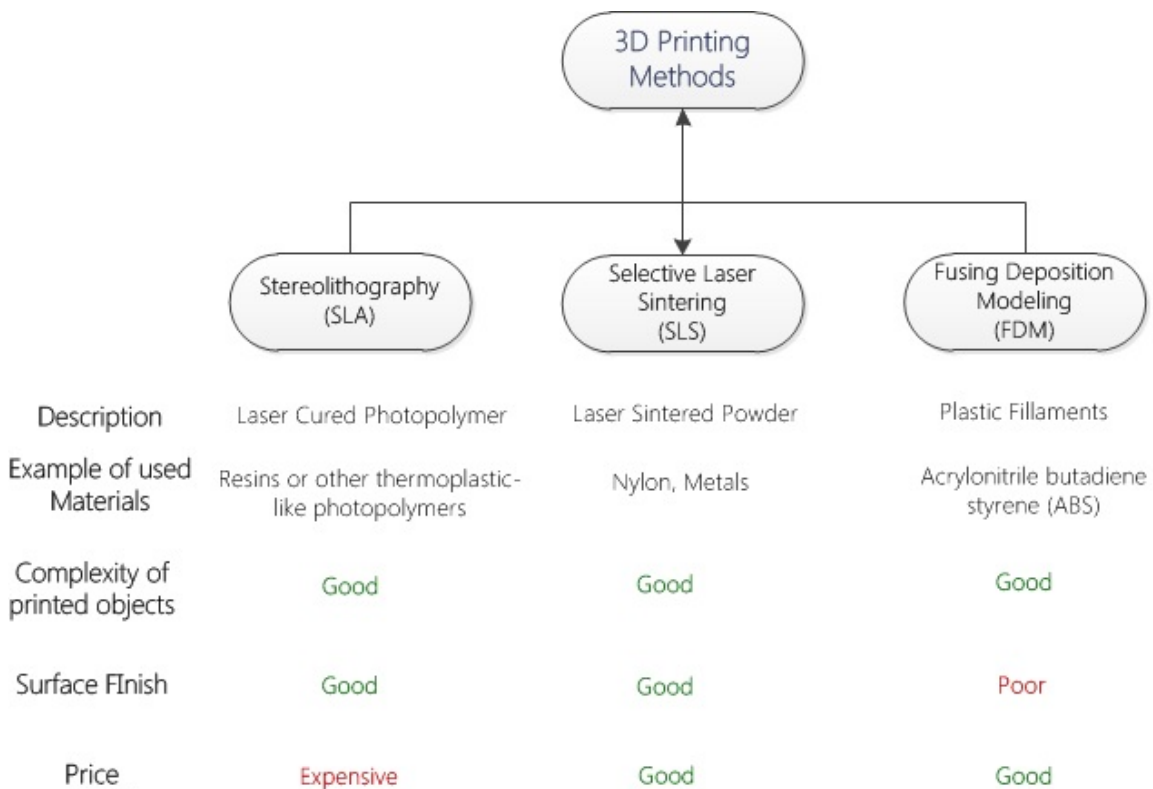 3D Printing
Methods
Stereolithography
(SLA)
Selective Laser
Sintering
(SLS)
Fusing Deposition
Modeling
(FDM)
Description
Laser Cured Photopolymer
Laser Sintered Powder
Plastic Fillaments
Example of used
Materials
Resins or other thermoplastic-
like photopolymers
Nylon, Metals
Acrylonitrile butadiene
styrene (ABS)
Complexity of
printed objects
Good
Good
Good
Surface FInish
Good
Good
Poor
Price
Expensive
Good
Good